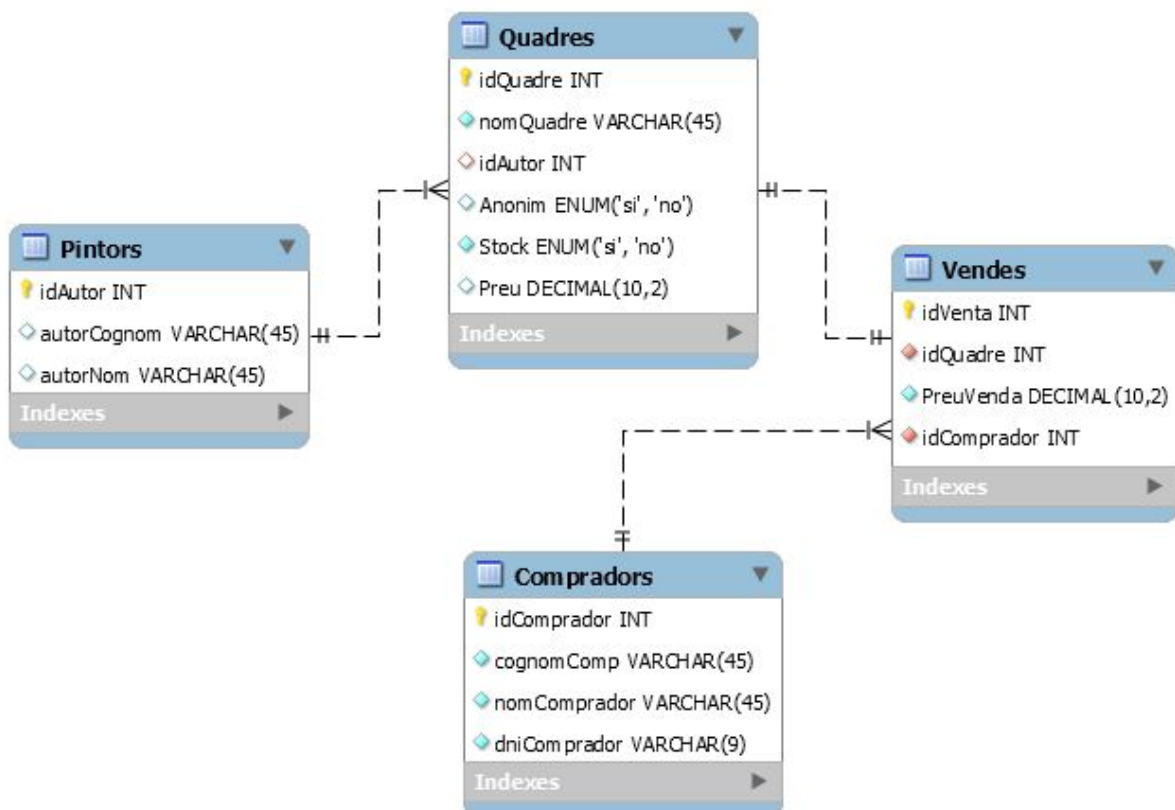 Quadres
idQuadre INT
nomQuadre VARCHAR(45)
idAutor INT
Anonim ENUM('si', 'no')
Stock ENUM('si', 'no')
Preu DECIMAL(10,2)
Indexes
Pintors
idAutor INT
autorCognom VARCHAR(45)
autorNom VARCHAR(45)
Indexes
Vendes
idVenta INT
idQuadre INT
PreuVenda DECIMAL(10,2)
idComprador INT
Indexes
Compradors
idComprador INT
cognomComp VARCHAR(45)
nomComprador VARCHAR(45)
dniComprador VARCHAR(9)
Indexes